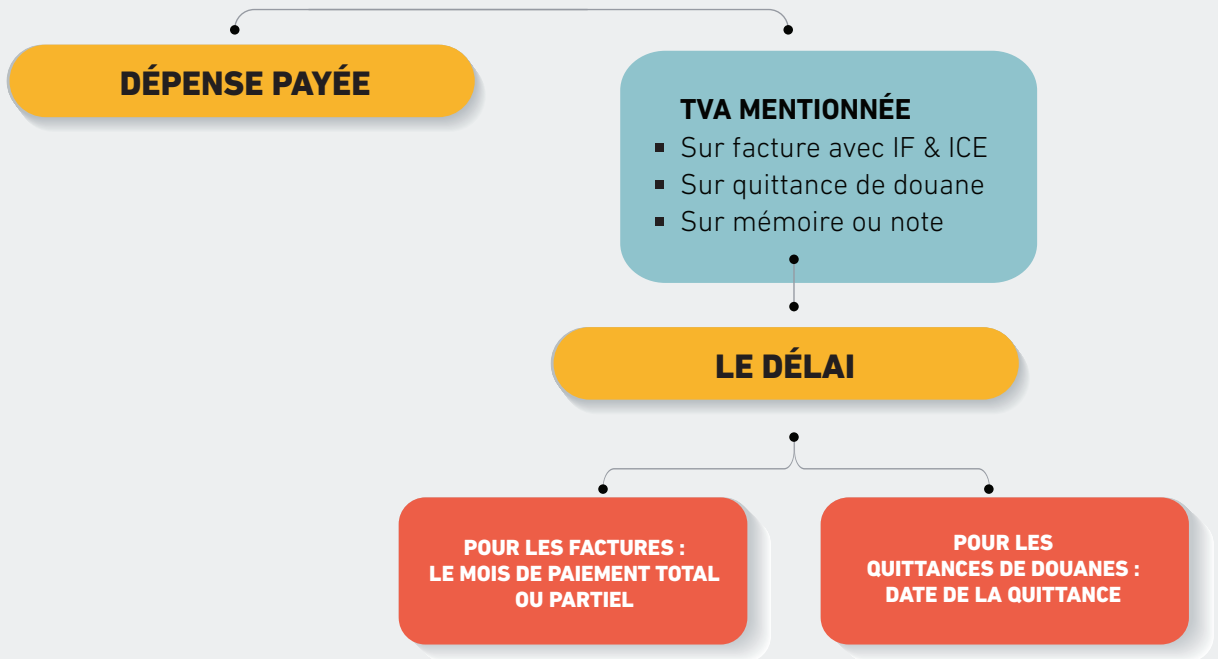 DÉPENSE PAYÉE
TVA MENTIONNÉE
▪ Sur facture avec IF & ICE
▪ Sur quittance de douane
▪ Sur mémoire ou note
LE DÉLAI
POUR LES FACTURES :
LE MOIS DE PAIEMENT TOTAL
OU PARTIEL
POUR LES
QUITTANCES DE DOUANES :
DATE DE LA QUITTANCE